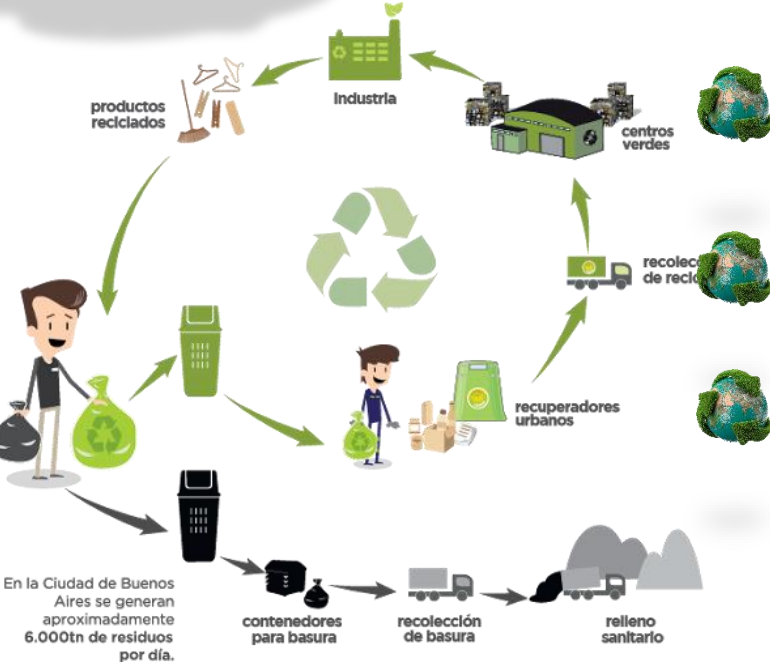 Industria
productos
reciclados
centros
verdes
de
recuperadores
urbanos
En la Ciudad de Buenos
Aires se generan
aproximadamente
6.000tn de residuos
por día.
contenedores
para basura
recolección
de basura
relleno
sanitario